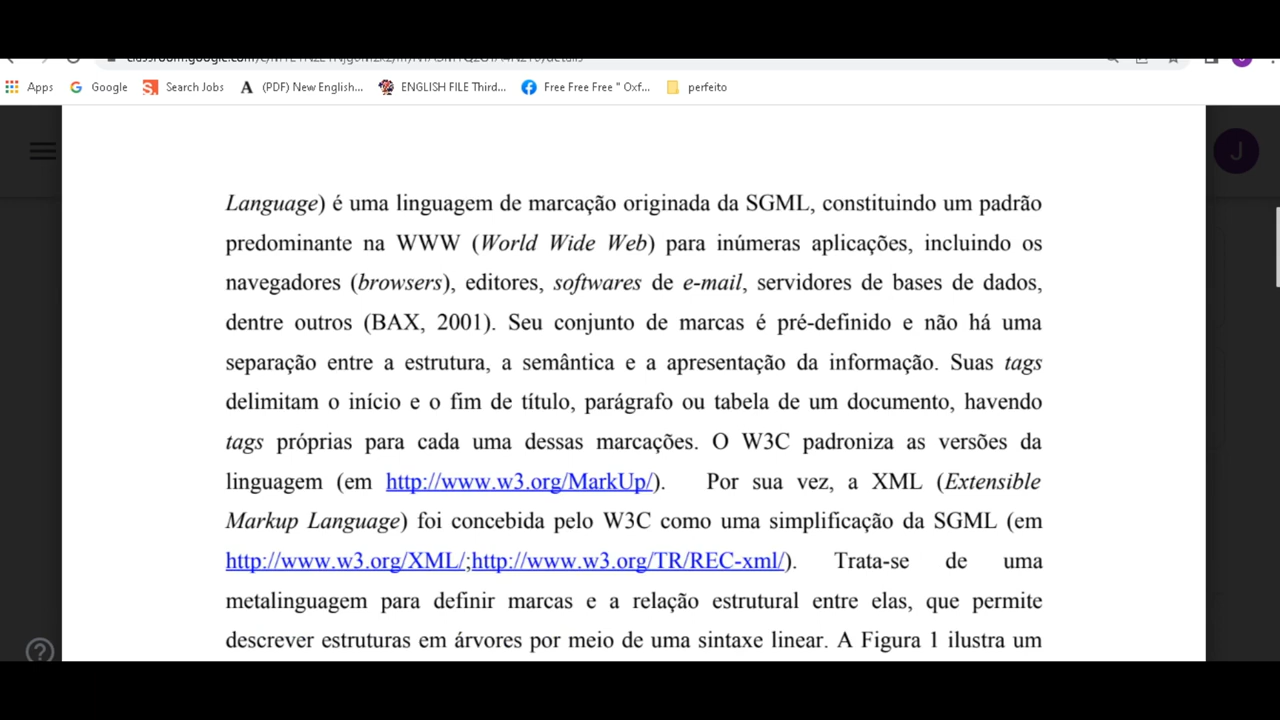 Apps Google Search Jobs (PDF) New English... ENGLISH FILE Third... Free Free Free " Oxf... perfeito
J
Language) é uma linguagem de marcação originada da SGML, constituindo um padrão
predominante na WWW (World Wide Web) para inúmeras aplicações, incluindo os
navegadores (browsers), editores, softwares de e-mail, servidores de bases de dados,
dentre outros (BAX, 2001). Seu conjunto de marcas é pré-definido e não há uma
separação entre a estrutura, a semântica e a apresentação da informação. Suas tags
delimitam o início e o fim de título, parágrafo ou tabela de um documento, havendo
tags próprias para cada uma dessas marcações. O W3C padroniza as versões da
linguagem (em http://www.w3.org/MarkUp/). Por sua vez, a XML (Extensible
Markup Language) foi concebida pelo W3C como uma simplificação da SGML (em
http://www.w3.org/XML/;http://www.w3.org/TR/REC-xml/). Trata-se de uma
metalinguagem para definir marcas e a relação estrutural entre elas, que permite
descrever estruturas em árvores por meio de uma sintaxe linear. A Figura 1 ilustra um